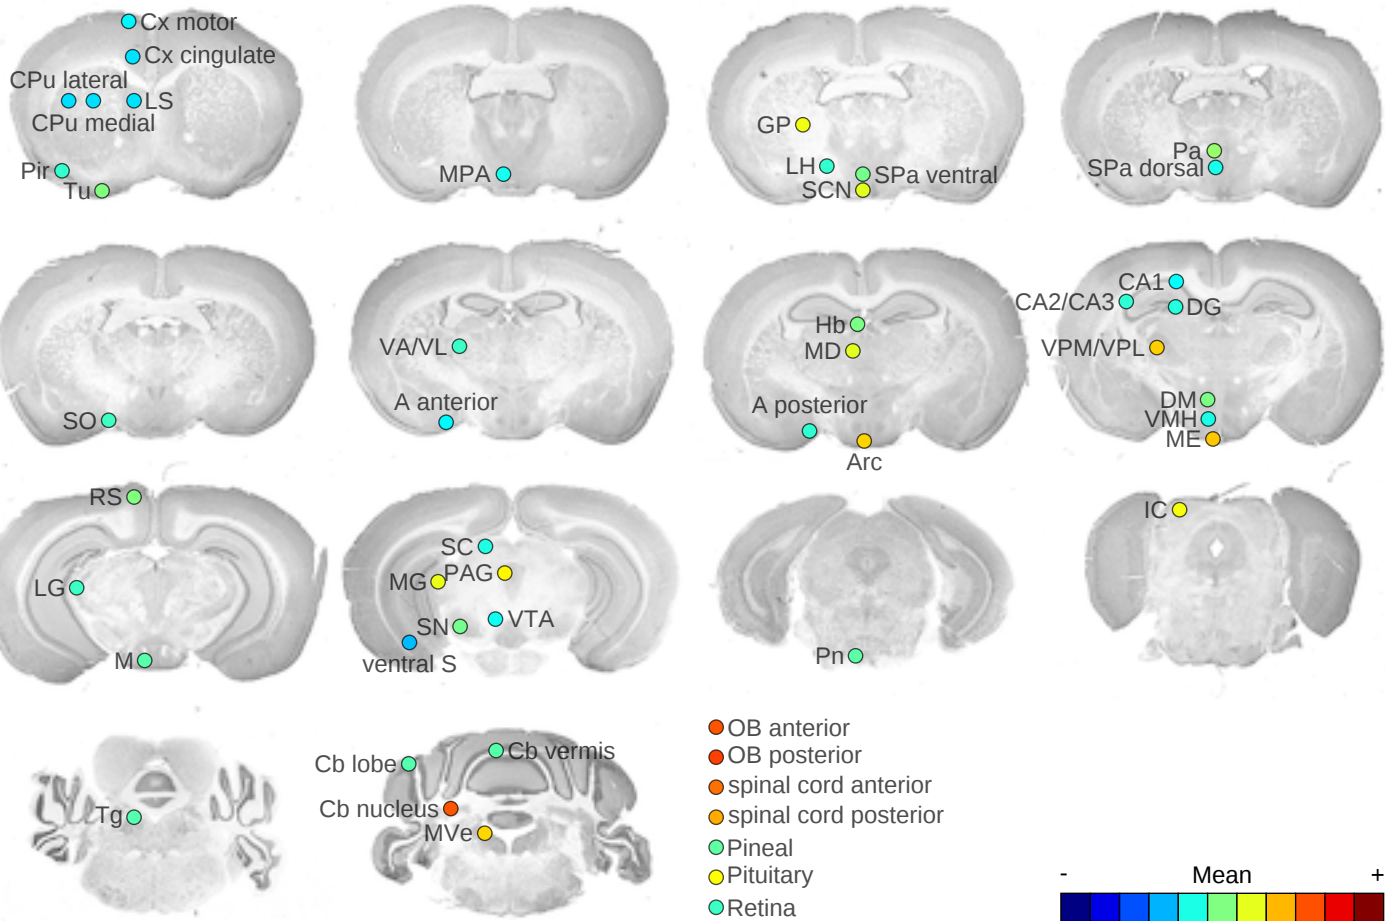 Cx motor
Cx cingulate
CPu lateral
LS
CPu medial
Pir
Tu
MPA
GP
LH
SPa ventral
SCN
Pa
SPa dorsal
SO
VA/VL
A anterior
Hb
MD
A posterior
Arc
CA1
CA2/CA3
DG
VPM/VPL
DM
VMH
ME
RS
LG
M
SC
MG
PAG
SN
VTA
ventral S
Pn
IC
Tg
Cb lobe
Cb vermis
Cb nucleus
MVe
OB anterior
OB posterior
spinal cord anterior
spinal cord posterior
Pineal
Pituitary
Retina
- Mean +